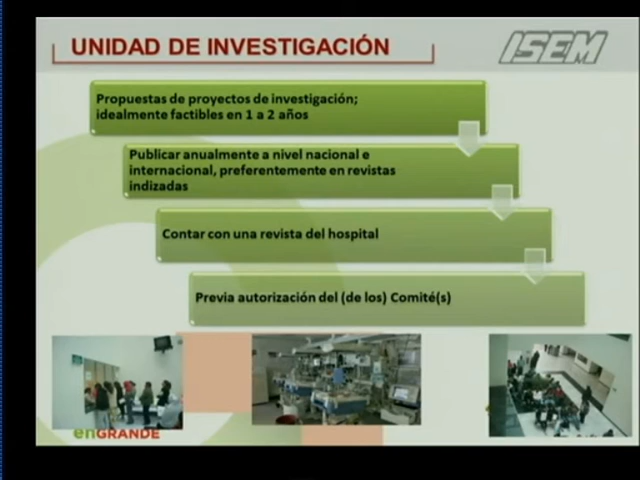 UNIDAD DE INVESTIGACIÓN
ISEM
Propuestas de proyectos de investigación;
idealmente factibles en 1 a 2 años
Publicar anualmente a nivel nacional e
internacional, preferentemente en revistas
indizadas
Contar con una revista del hospital
Previa autorización del (de los) Comité(s)
enGRANDE